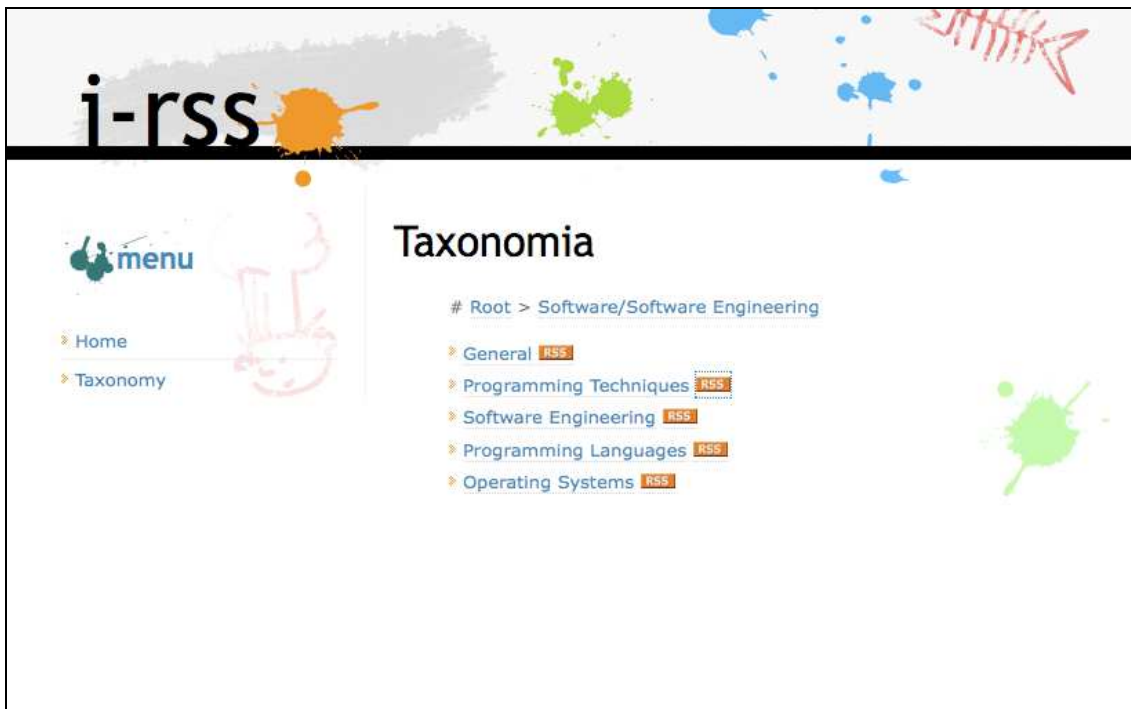 i-rss
menu
Home
Taxonomy
Taxonomia
# Root > Software/Software Engineering
General RSS
Programming Techniques RSS
Software Engineering RSS
Programming Languages RSS
Operating Systems RSS